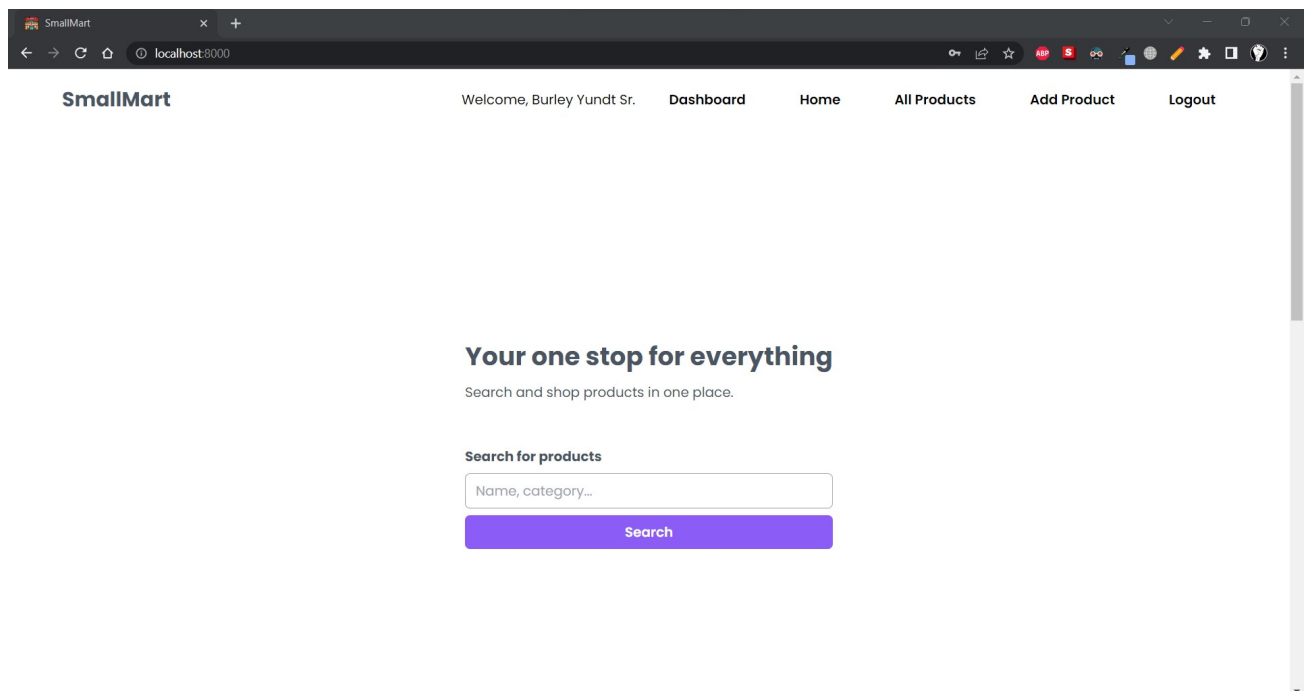 SmallMart
localhost:8000
ABP
S
SmallMart Welcome, Burley Yundt Sr. Dashboard Home All Products Add Product Logout
Your one stop for everything
Search and shop products in one place.
Search for products
Name, category...
Search